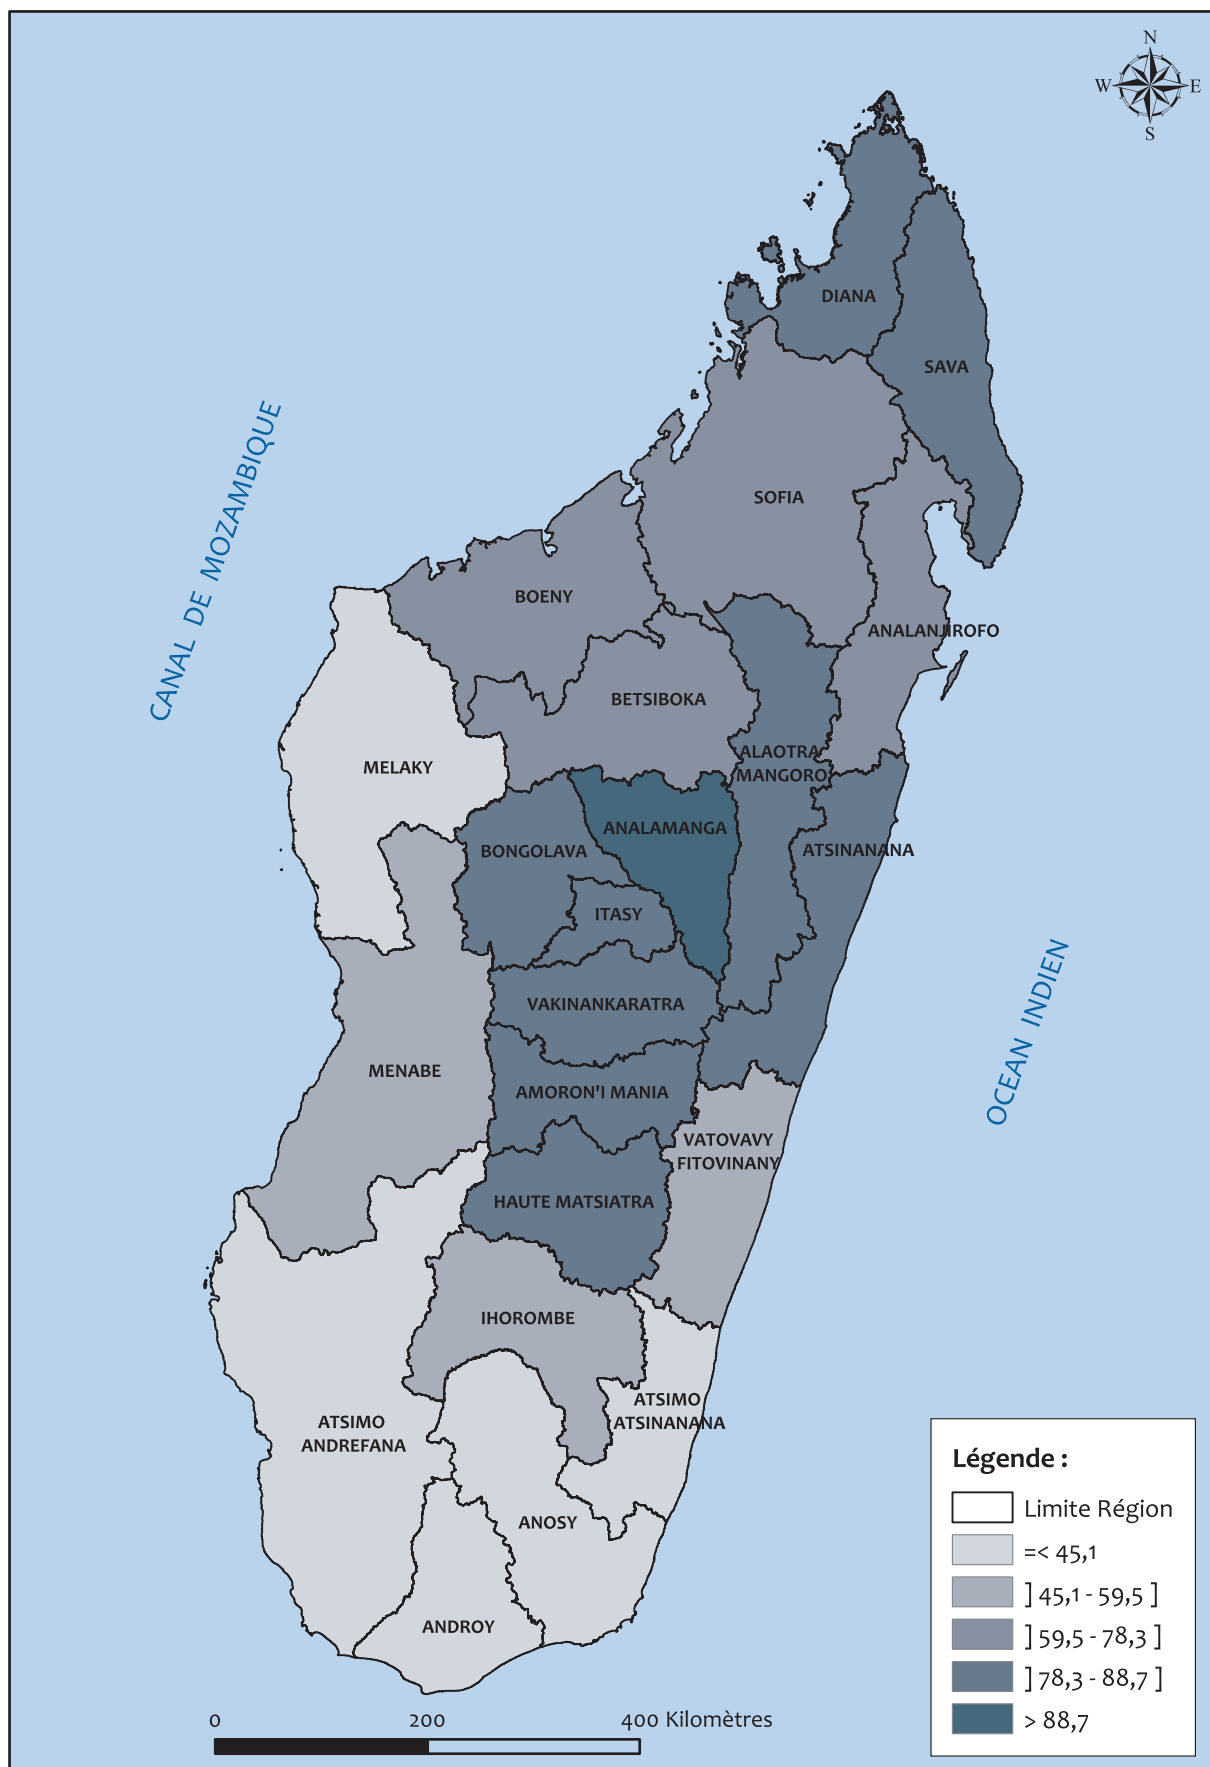 N
W
E
S
DIANA
SAVA
CANAL DE MOZAMBIQUE
SOFIA
BOENY
ANALANJIROFO
BETSIBOKA
MELAKY
ALAOTRA
MANGORO
ANALAMANGA
BONGOLAVA
ATSINANANA
ITASY
VAKINANKARATRA
OCEAN INDIEN
MENABE
AMORON'I MANIA
VATOVAVY
FITOVINANY
HAUTE MATSIATRA
IHOROMBE
ATSIMO
ATSINANANA
ATSIMO
ANDREFANA
ANOSY
ANDROY
Légende :
Limite Région
=< 45,1
] 45,1 - 59,5 ]
] 59,5 - 78,3 ]
] 78,3 - 88,7 ]
> 88,7
0 200 400 Kilomètres